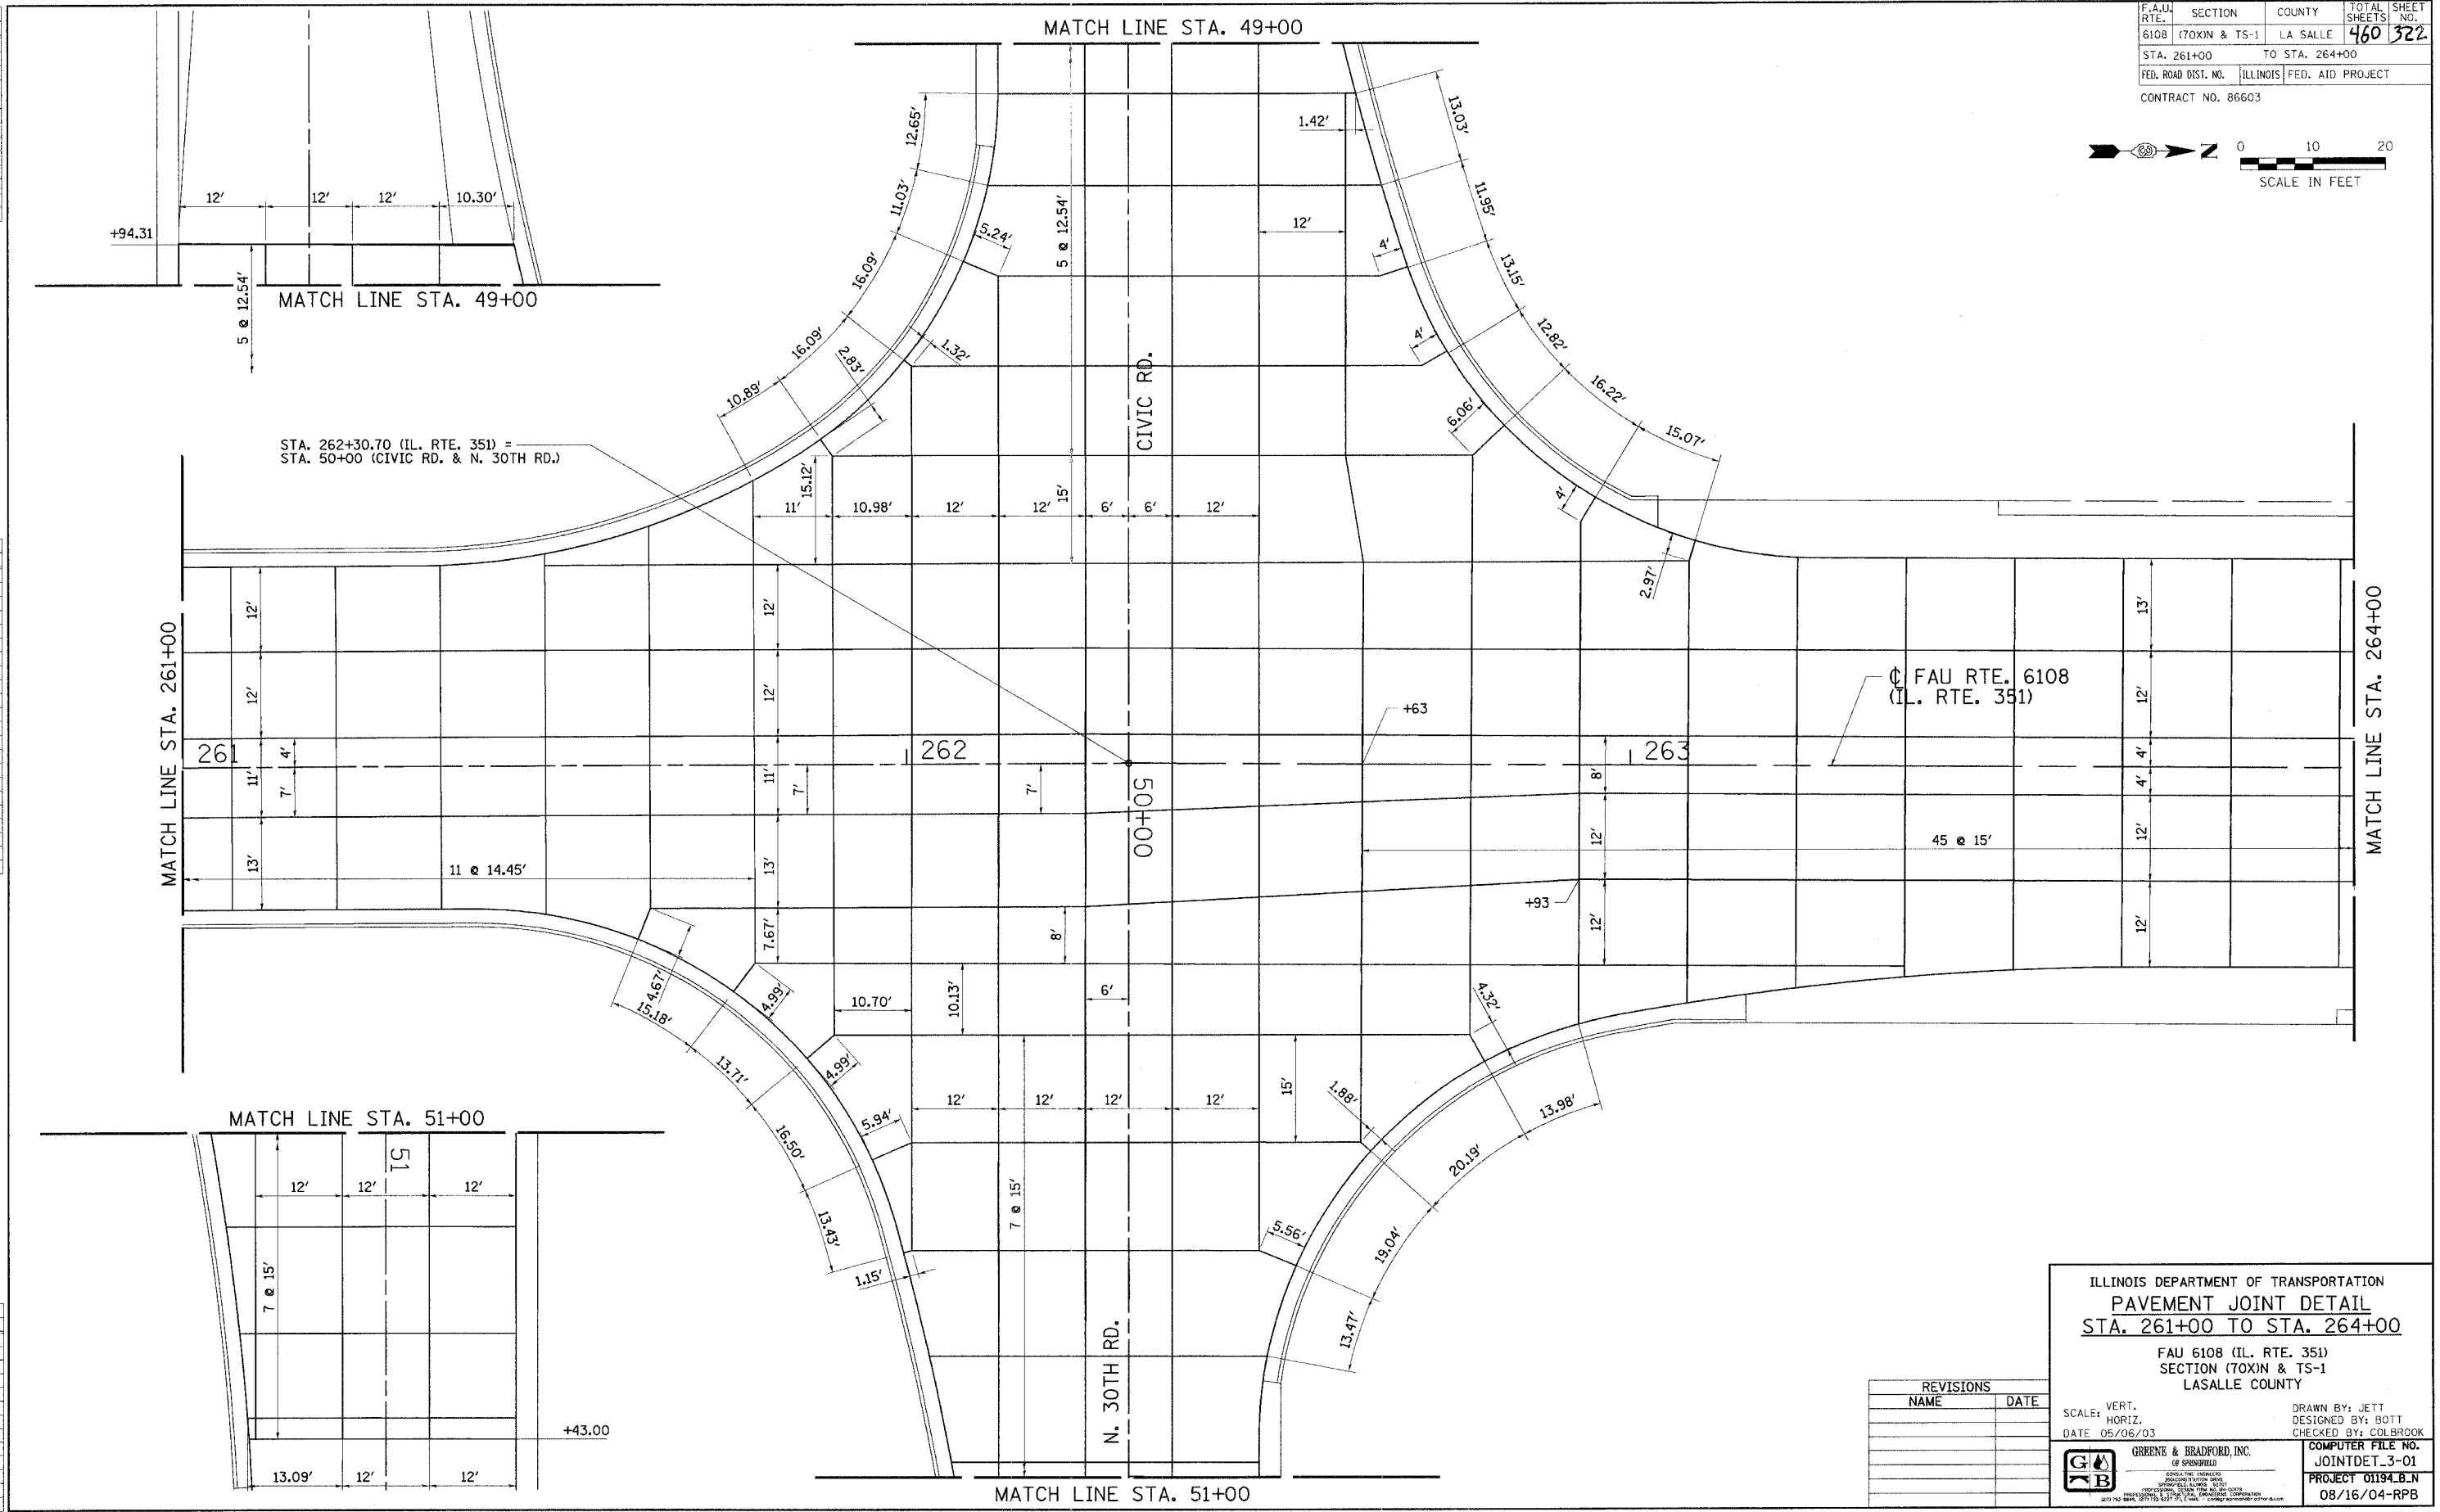 F.A.U. RTE. SECTION COUNTY TOTAL SHEETS SHEET NO.
6108 (70X)N & TS-1 LA SALLE 460 322
STA. 261+00 TO STA. 264+00
FED. ROAD DIST. NO. ILLINOIS FED. AID PROJECT
CONTRACT NO. 86603
N
0 10 20
SCALE IN FEET
MATCH LINE STA. 49+00
12' 12' 12' 10.30'
+94.31
5 @ 12.54'
MATCH LINE STA. 49+00
12.65'
11.03'
16.09'
16.09'
10.89'
5.24'
1.32'
2.83'
5 @ 12.54'
1.42'
12'
13.03'
11.95'
13.15'
12.82'
16.22'
15.07'
4'
4'
6.06'
4'
2.97'
CIVIC RD.
STA. 262+30.70 (IL. RTE. 351) =
STA. 50+00 (CIVIC RD. & N. 30TH RD.)
15.12'
15'
11' 10.98' 12' 12' 6' 6' 12'
MATCH LINE STA. 261+00
12'
12'
4'
11'
7'
13'
12'
12'
11'
7'
13'
7.67'
7'
8'
261
262
263
50+00
+63
+93
8'
12'
12'
℄ FAU RTE. 6108
(IL. RTE. 351)
13'
12'
4'
4'
12'
12'
45 @ 15'
MATCH LINE STA. 264+00
11 @ 14.45'
4.67'
15.18'
4.99'
13.71'
4.99'
16.50'
5.94'
13.43'
1.15'
10.70'
10.13'
6'
12' 12' 12' 12'
15'
7 @ 15'
4.32'
1.88'
13.98'
20.19'
5.56'
19.04'
13.47'
N. 30TH RD.
MATCH LINE STA. 51+00
MATCH LINE STA. 51+00
51
12' 12' 12'
7 @ 15'
+43.00
13.09' 12' 12'
REVISIONS
NAME DATE
ILLINOIS DEPARTMENT OF TRANSPORTATION
PAVEMENT JOINT DETAIL
STA. 261+00 TO STA. 264+00
FAU 6108 (IL. RTE. 351)
SECTION (70X)N & TS-1
LASALLE COUNTY
SCALE: VERT.
HORIZ.
DATE 05/06/03
DRAWN BY: JETT
DESIGNED BY: BOTT
CHECKED BY: COLBROOK
G B
GREENE & BRADFORD, INC.
OF SPRINGFIELD
CONSULTING ENGINEERS
COMPUTER FILE NO.
JOINTDET_3-01
PROJECT 01194_B_N
08/16/04-RPB